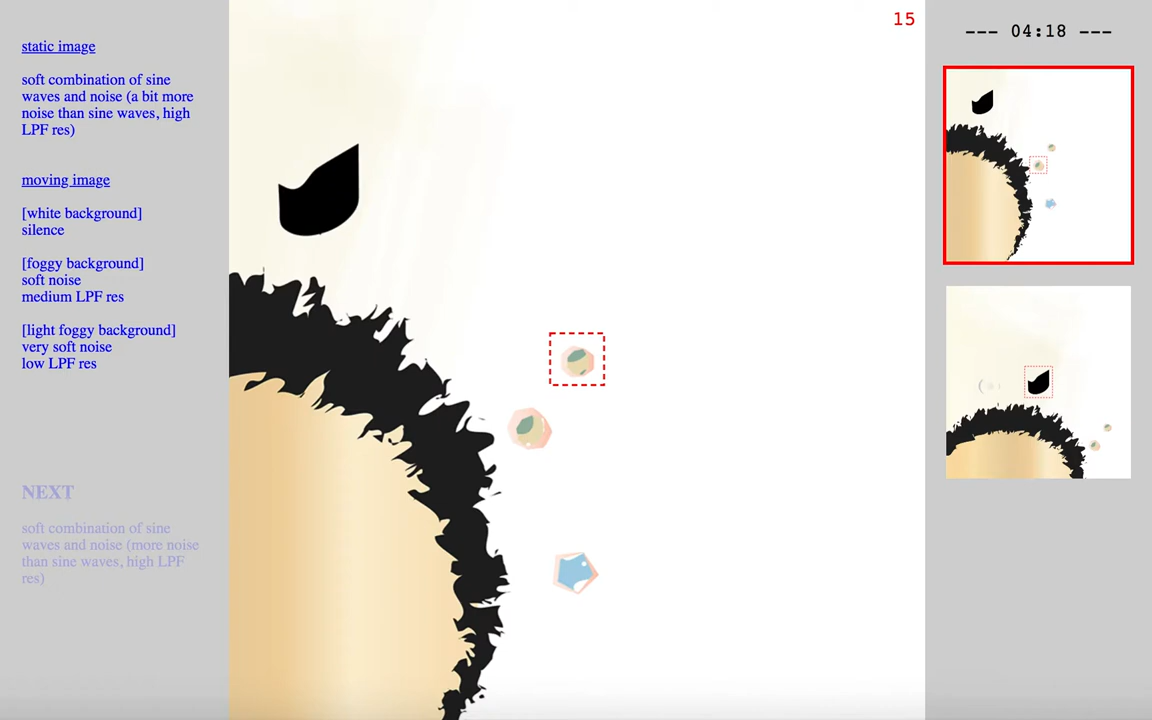 static image
soft combination of sine
waves and noise (a bit more
noise than sine waves, high
LPF res)
moving image
[white background]
silence
[foggy background]
soft noise
medium LPF res
[light foggy background]
very soft noise
low LPF res
NEXT
soft combination of sine
waves and noise (more noise
than sine waves, high LPF
res)
15
--- 04:18 ---